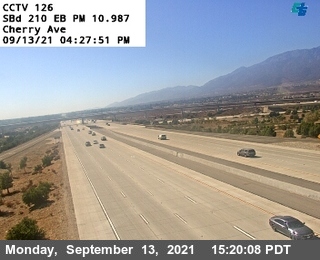 CCTV 126
SBd 210 EB PM 10.987
Cherry Ave
09/13/21 04:27:51 PM
Monday, September 13, 2021 15:20:08 PDT